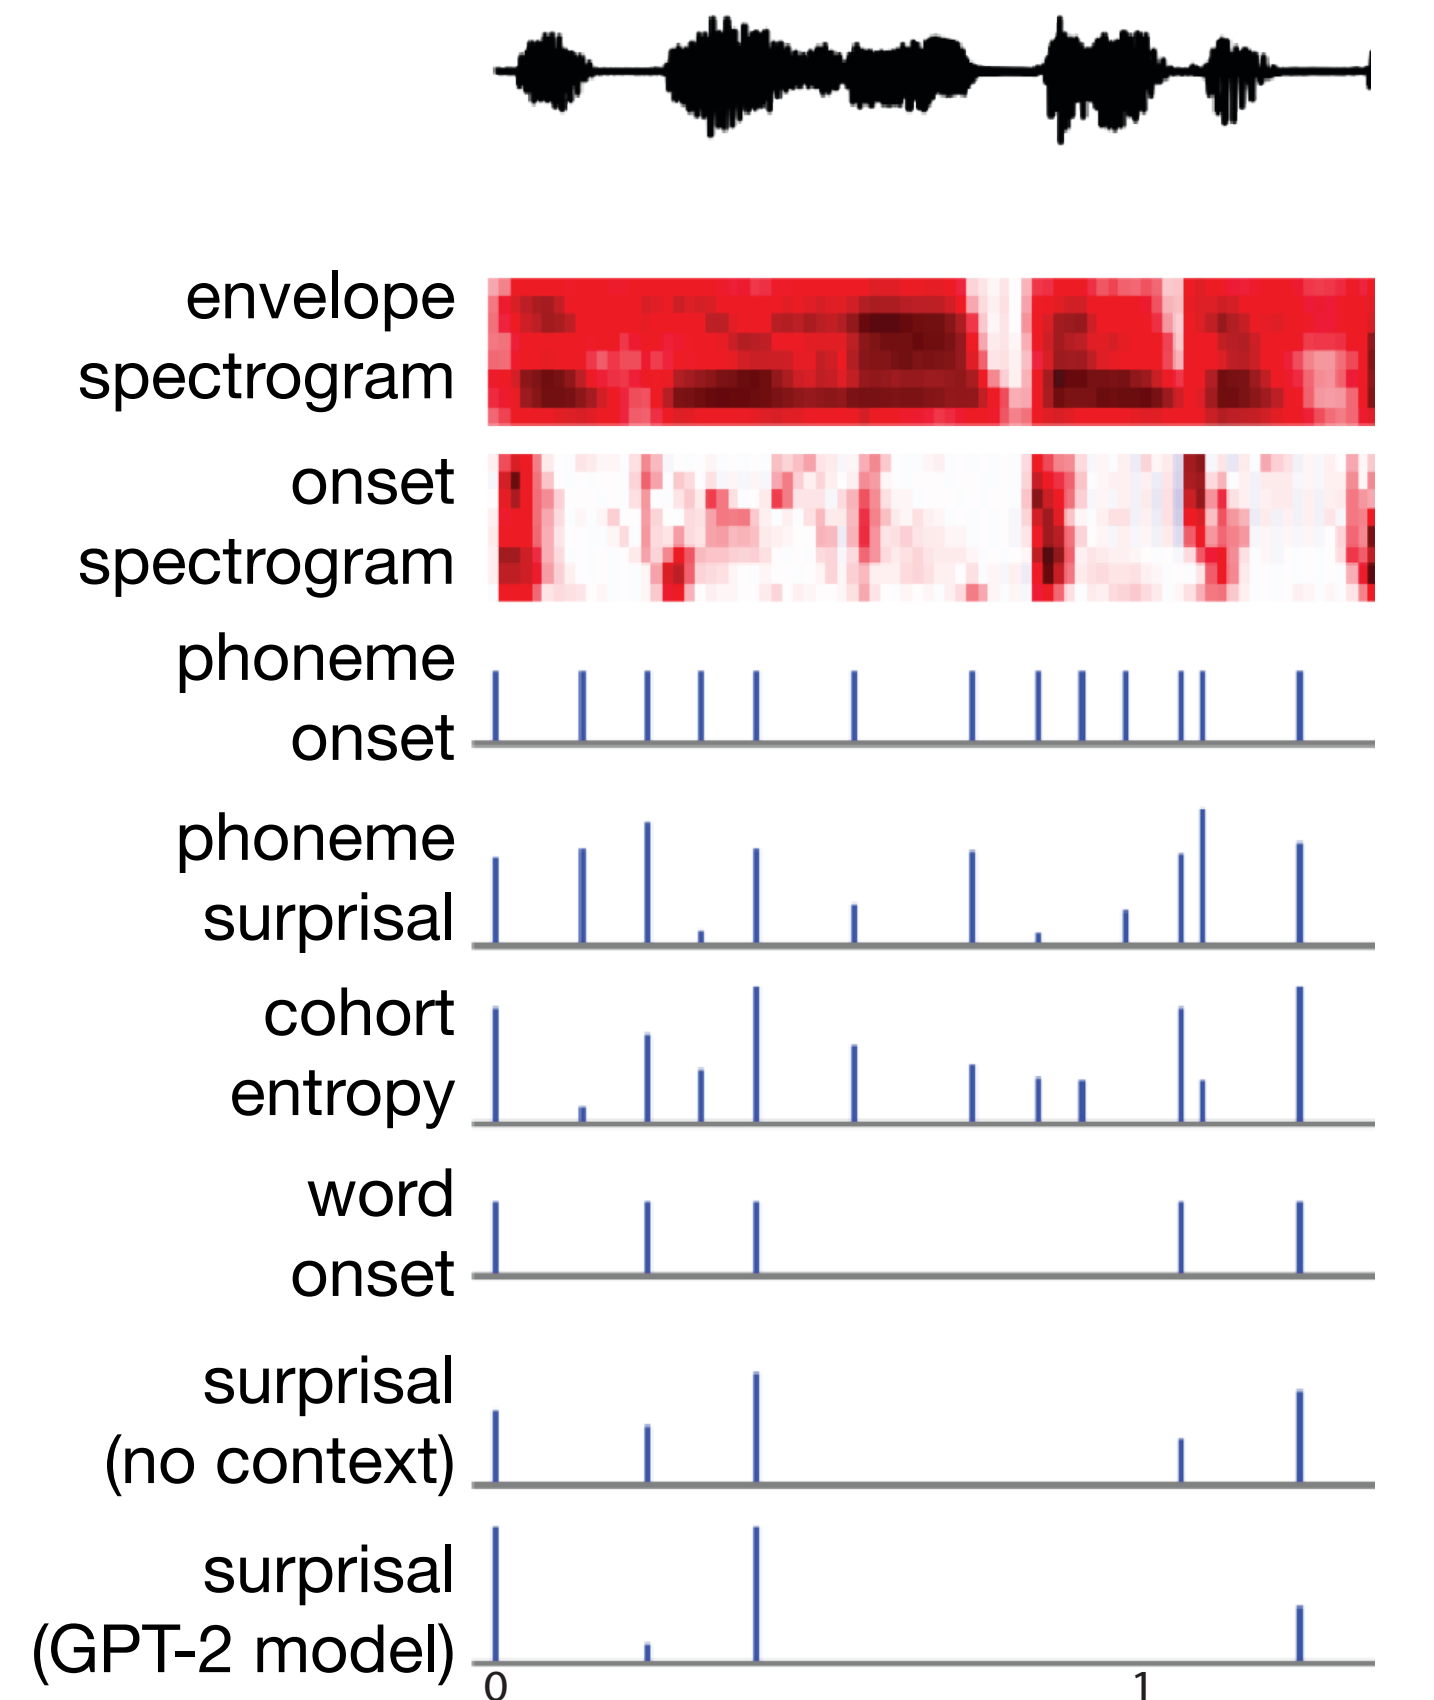 envelope
spectrogram
onset
spectrogram
phoneme
onset
phoneme
surprisal
cohort
entropy
word
onset
surprisal
(no context)
surprisal
(GPT-2 model)
0 1